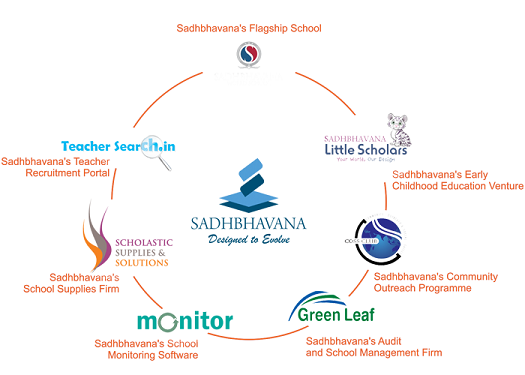 Sadhbhavana's Flagship School
SADHBHAVANA
Little Scholars
Your World, Our Design
Sadhbhavana's Early
Childhood Education Venture
Sadhbhavana's Community
Outreach Programme
Green Leaf
Sadhbhavana's Audit
and School Management Firm
monitor
Sadhbhavana's School
Monitoring Software
SCHOLASTIC
SUPPLIES &
SOLUTIONS
Sadhbhavana's
School Supplies Firm
Teacher Search.in
Sadhbhavana's Teacher
Recruitment Portal
SADHBHAVANA
Designed to Evolve